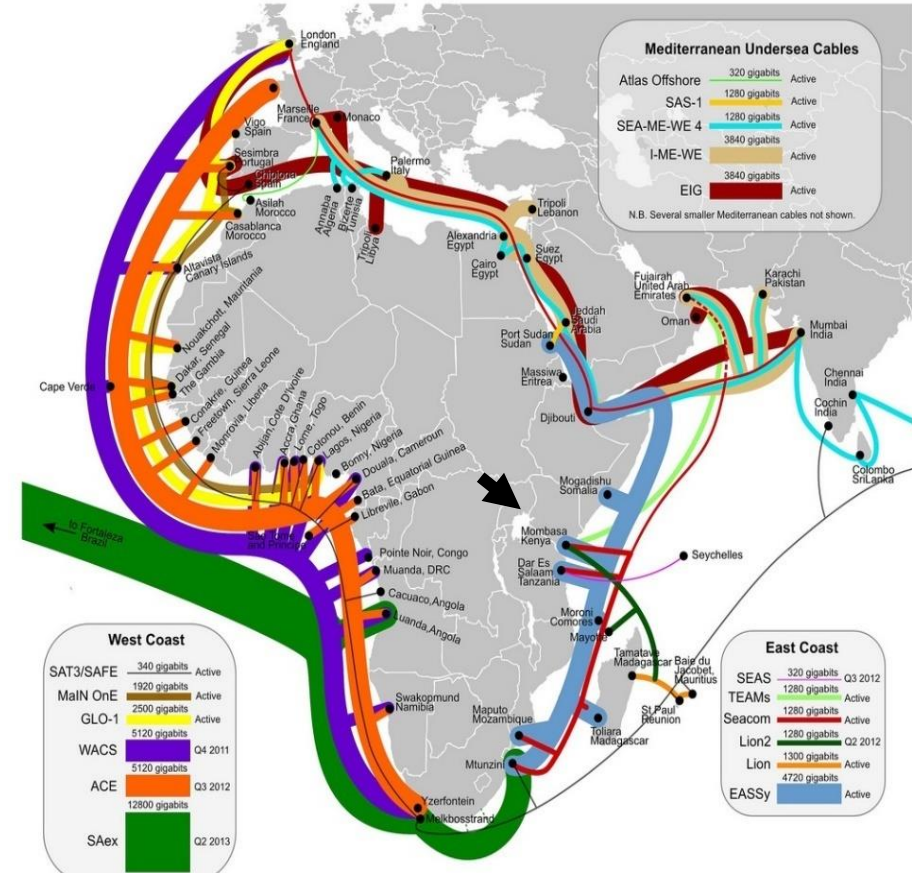 London
England
Vigo
Spain
Sesimbra
Portugal
Chipiona
Spain
Asilah
Morocco
Casablanca
Morocco
Altavista
Canary Islands
Marseille
France
Monaco
Palermo
Italy
Annaba
Algeria
Bizerte
Tunisia
Tripoli
Libya
Tripoli
Lebanon
Alexandria
Egypt
Cairo
Egypt
Suez
Egypt
Jeddah
Saudi
Arabia
Port Sudan
Sudan
Massiwa
Eritrea
Djibouti
Fujairah
United Arab
Emirates
Oman
Karachi
Pakistan
Mumbai
India
Chennai
India
Cochin
India
Colombo
SriLanka
Nouakchott, Mauritania
Dakar, Senegal
The Gambia
Cape Verde
Conakrie, Guinea
Freetown, Sierra Leone
Monrovia, Liberia
Abijan,Cote D'ivoire
Accra,Ghana
Lome, Togo
Cotonou, Benin
Lagos, Nigeria
Bonny, Nigeria
Douala, Cameroun
Bata, Equatorial Guinea
Librevile, Gabon
Sao Tome
and Principe
Pointe Noir, Congo
Muanda, DRC
Cacuaco,Angola
Luanda,Angola
to Fortaleza
Brazil
Swakopmund
Namibia
Yzerfontein
Melkbosstrand
Mogadishu
Somalia
Mombasa
Kenya
Dar Es
Salaam
Tanzania
Seychelles
Moroni
Comores
Mayotte
Tamatave
Madagascar
Baie du
Jacobet,
Mauritius
St.Paul
Reunion
Toliara
Madagascar
Maputo
Mozambique
Mtunzini
Mediterranean Undersea Cables
Atlas Offshore 320 gigabits Active
SAS-1 1280 gigabits Active
SEA-ME-WE 4 1280 gigabits Active
I-ME-WE 3840 gigabits Active
EIG 3840 gigabits Active
N.B. Several smaller Mediterranean cables not shown.
West Coast
SAT3/SAFE 340 gigabits Active
MaIN OnE 1920 gigabits Active
GLO-1 2500 gigabits Active
WACS 5120 gigabits Q4 2011
ACE 5120 gigabits Q3 2012
SAex 12800 gigabits Q2 2013
East Coast
SEAS 320 gigabits Q3 2012
TEAMs 1280 gigabits Active
Seacom 1280 gigabits Active
Lion2 1280 gigabits Q2 2012
Lion 1300 gigabits Active
EASSy 4720 gigabits Active